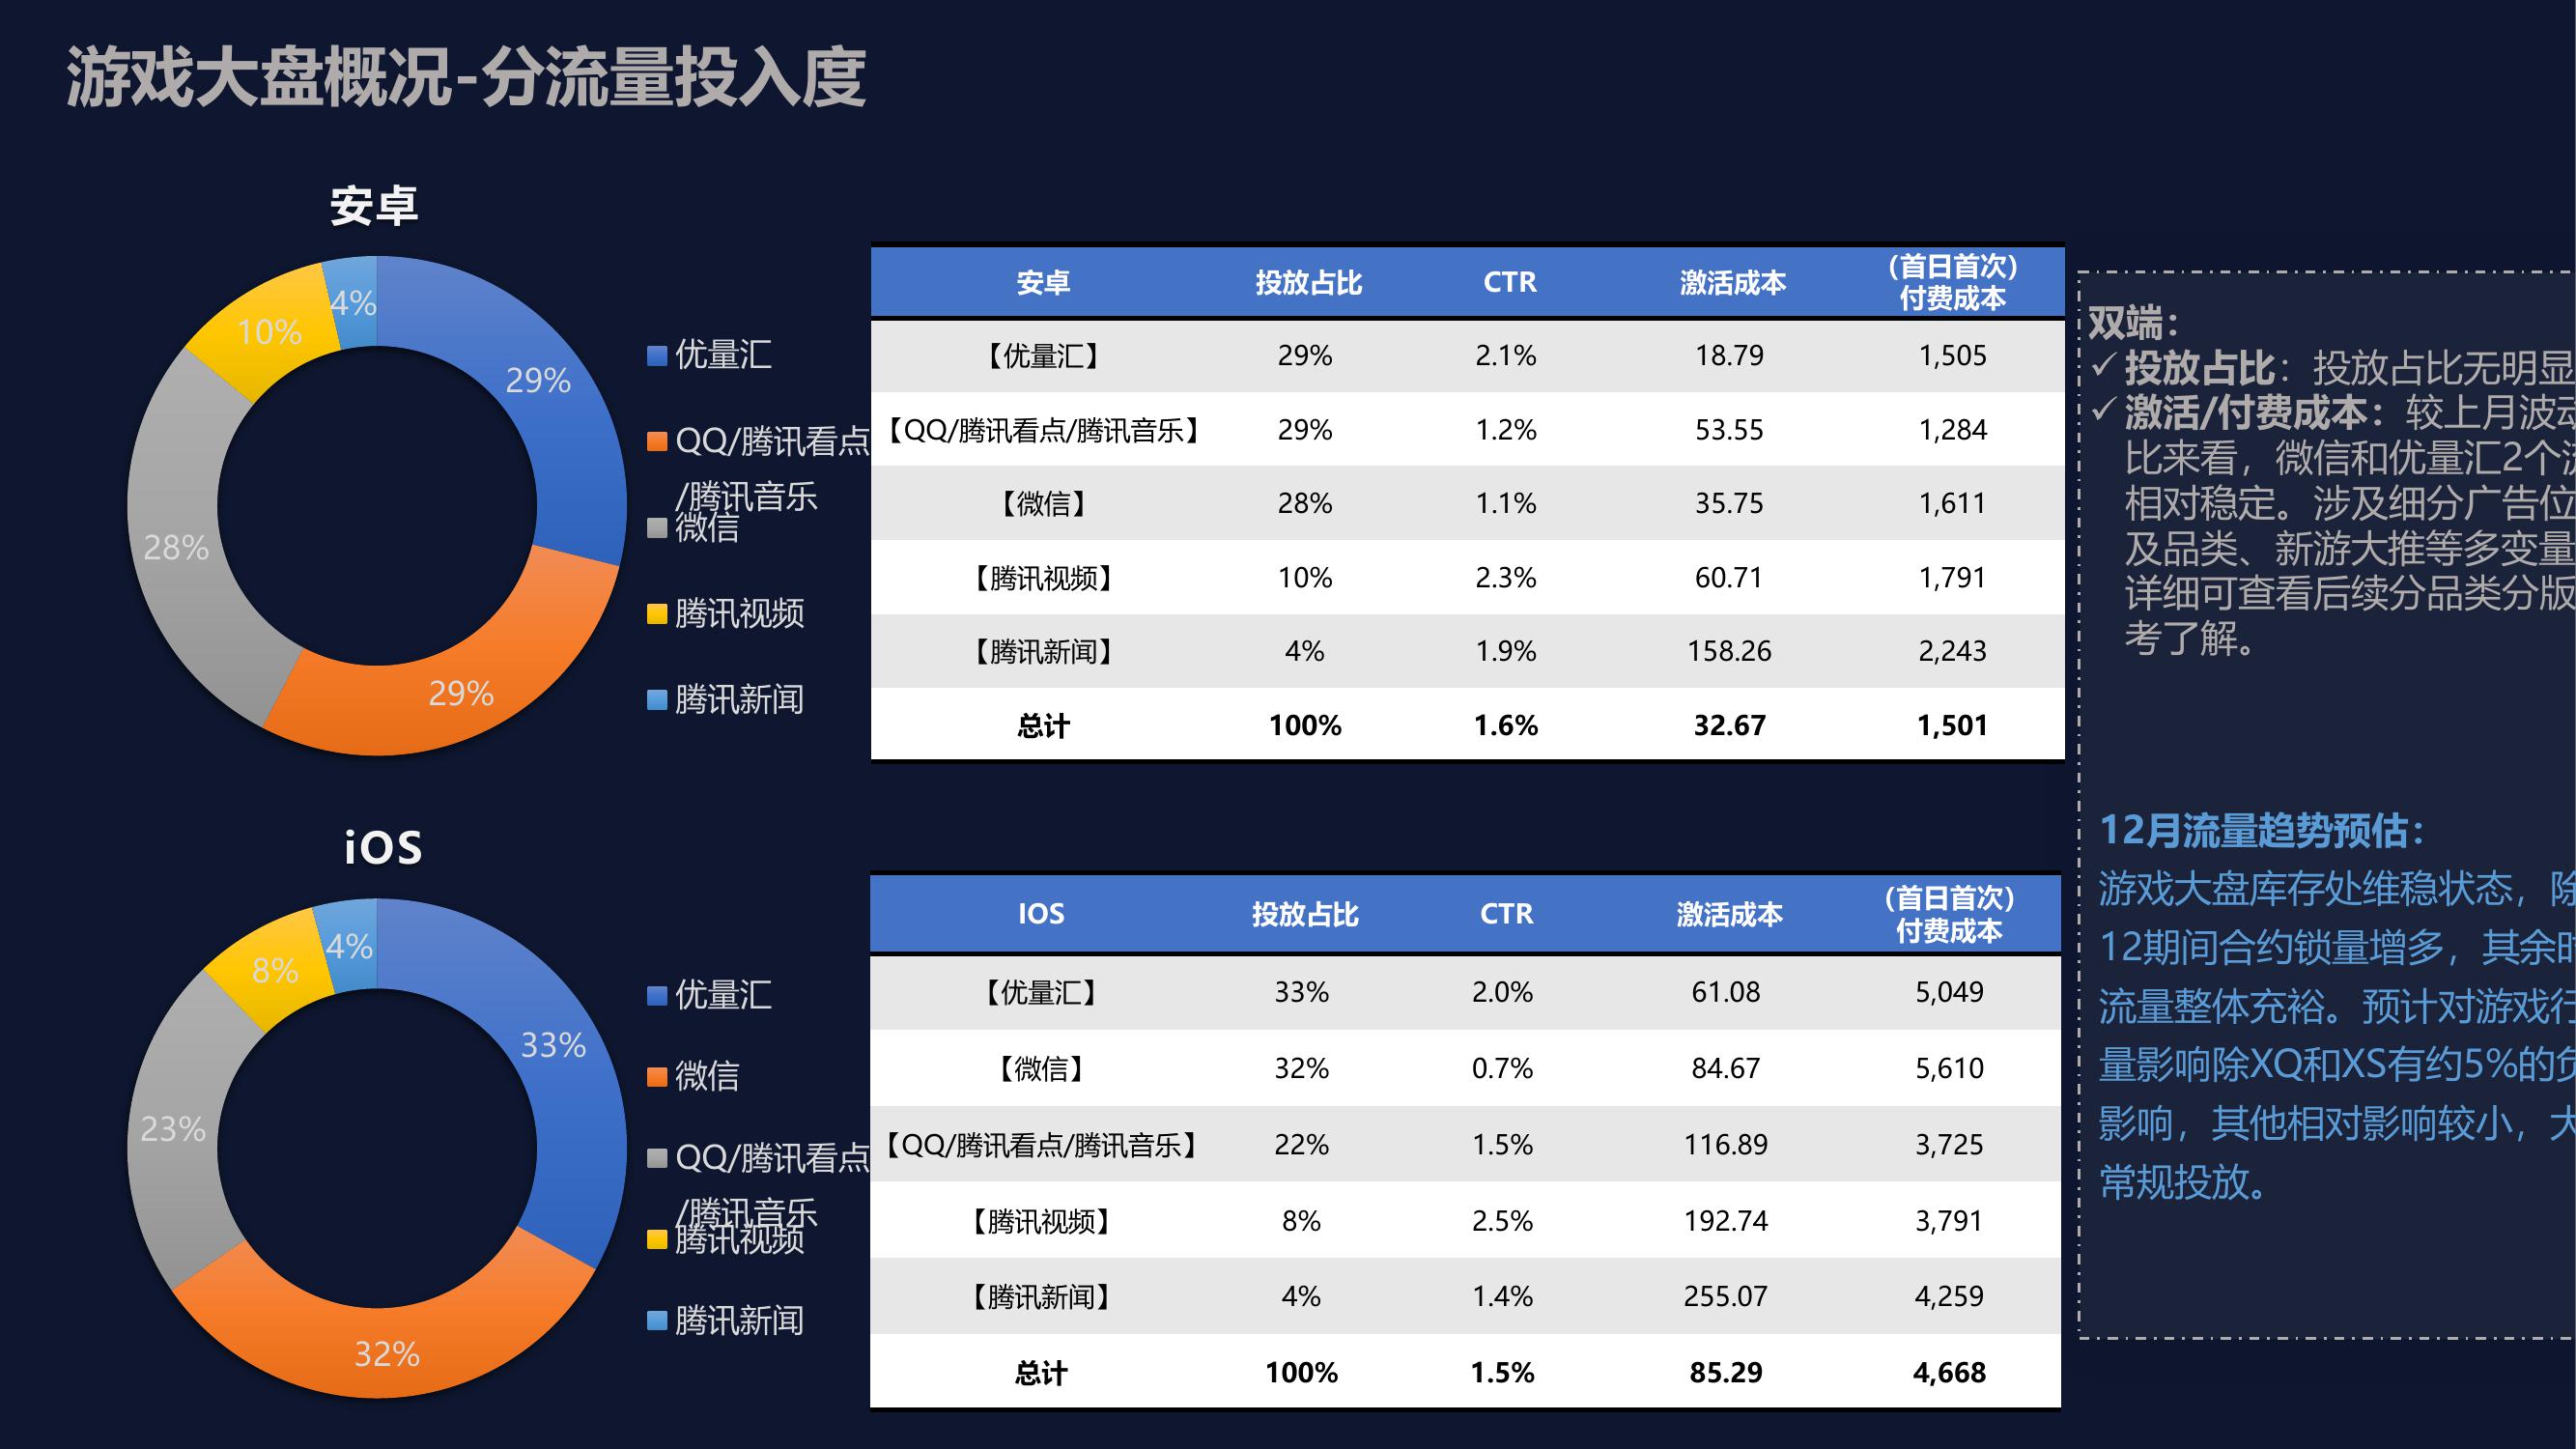 游戏大盘概况-分流量投入度
安卓
29%
29%
28%
10%
4%
优量汇
QQ/腾讯看点
/腾讯音乐
微信
腾讯视频
腾讯新闻
安卓 投放占比 CTR 激活成本 （首日首次）付费成本
【优量汇】 29% 2.1% 18.79 1,505
【QQ/腾讯看点/腾讯音乐】 29% 1.2% 53.55 1,284
【微信】 28% 1.1% 35.75 1,611
【腾讯视频】 10% 2.3% 60.71 1,791
【腾讯新闻】 4% 1.9% 158.26 2,243
总计 100% 1.6% 32.67 1,501
iOS
33%
32%
23%
8%
4%
优量汇
微信
QQ/腾讯看点
/腾讯音乐
腾讯视频
腾讯新闻
IOS 投放占比 CTR 激活成本 （首日首次）付费成本
【优量汇】 33% 2.0% 61.08 5,049
【微信】 32% 0.7% 84.67 5,610
【QQ/腾讯看点/腾讯音乐】 22% 1.5% 116.89 3,725
【腾讯视频】 8% 2.5% 192.74 3,791
【腾讯新闻】 4% 1.4% 255.07 4,259
总计 100% 1.5% 85.29 4,668
双端：
✓投放占比：投放占比无明显
✓激活/付费成本：较上月波
比来看，微信和优量汇2个
相对稳定。涉及细分广告位
及品类、新游大推等多变量
详细可查看后续分品类分版
考了解。
12月流量趋势预估：
游戏大盘库存处维稳状态，
12期间合约锁量增多，其余
流量整体充裕。预计对游戏
量影响除XQ和XS有约5%的
影响，其他相对影响较小，
常规投放。